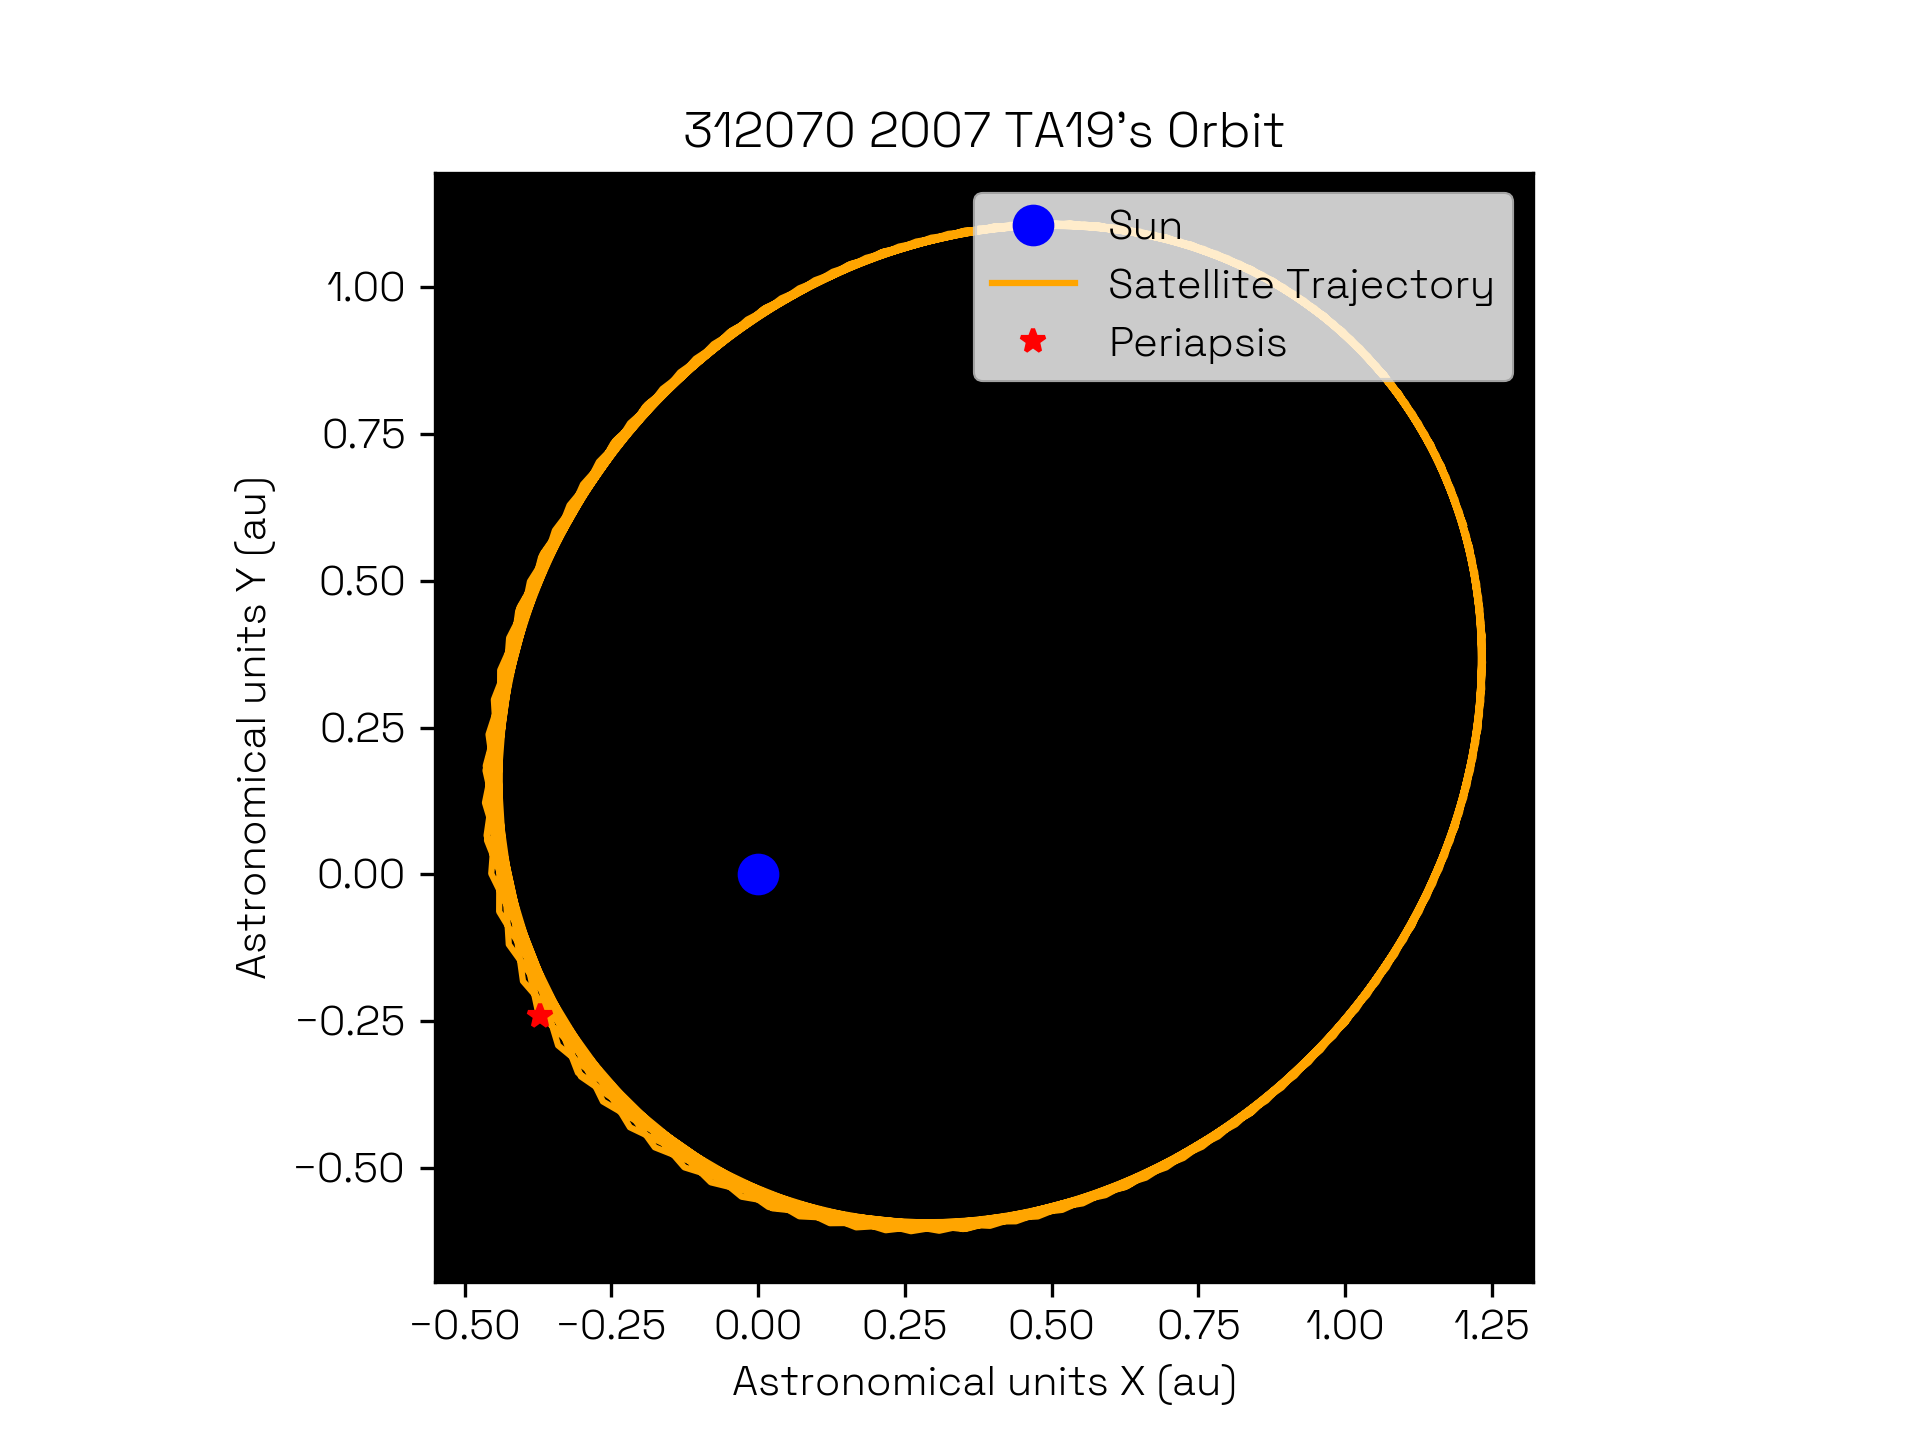 312070 2007 TA19's Orbit
Sun
Satellite Trajectory
Periapsis
Astronomical units Y (au)
1.00
0.75
0.50
0.25
0.00
−0.25
−0.50
−0.50 −0.25 0.00 0.25 0.50 0.75 1.00 1.25
Astronomical units X (au)